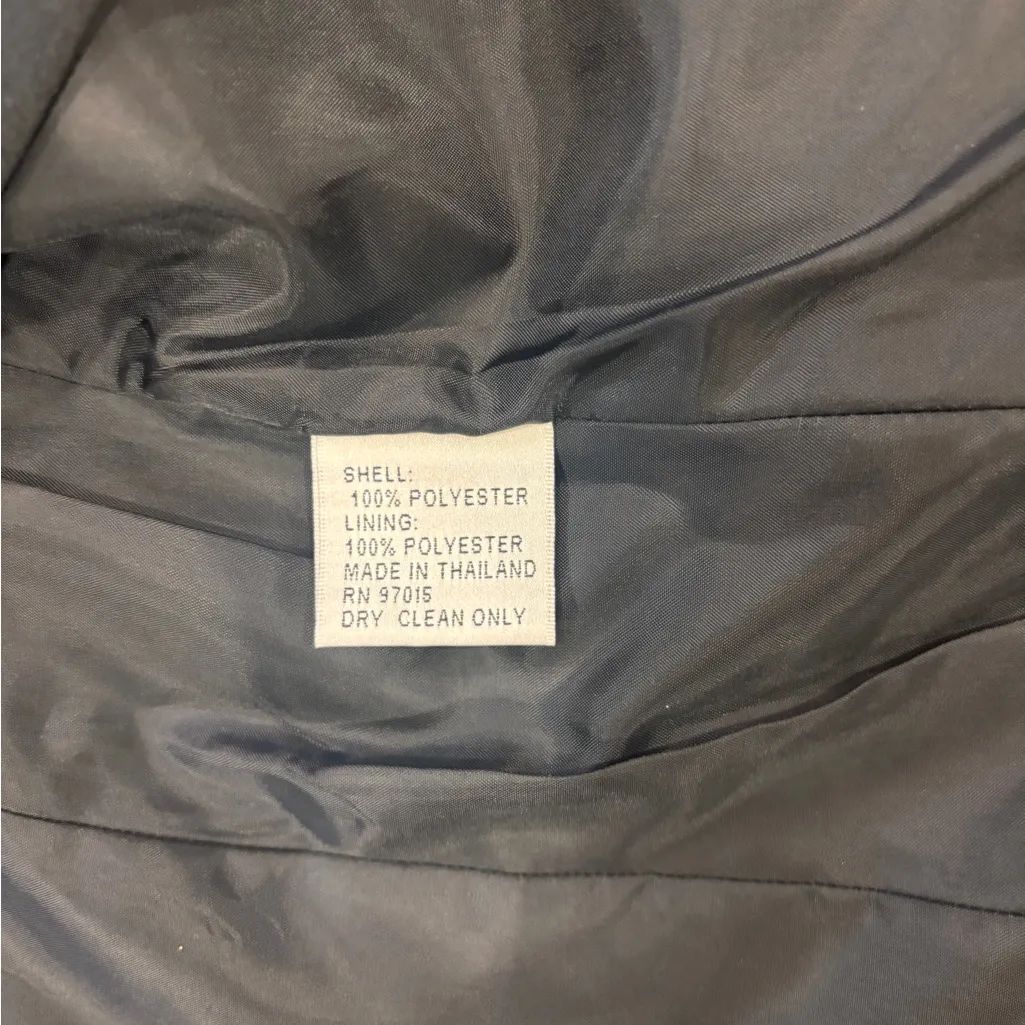 SHELL:
100% POLYESTER
LINING:
100% POLYESTER
MADE IN THAILAND
RN 97015
DRY CLEAN ONLY